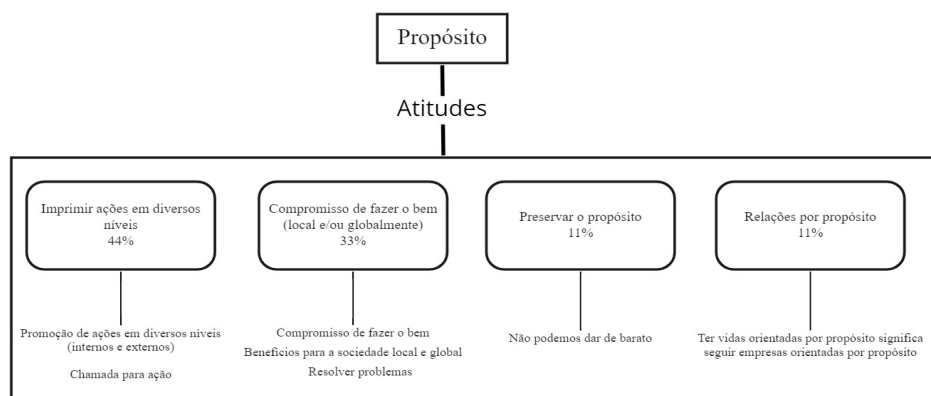 Propósito
Atitudes
Imprimir ações em diversos
níveis
44%
Compromisso de fazer o bem
(local e/ou globalmente)
33%
Preservar o propósito
11%
Relações por propósito
11%
Promoção de ações em diversos níveis
(internos e externos)
Chamada para ação
Compromisso de fazer o bem
Benefícios para a sociedade local e global
Resolver problemas
Não podemos dar de barato
Ter vidas orientadas por propósito significa
seguir empresas orientadas por propósito